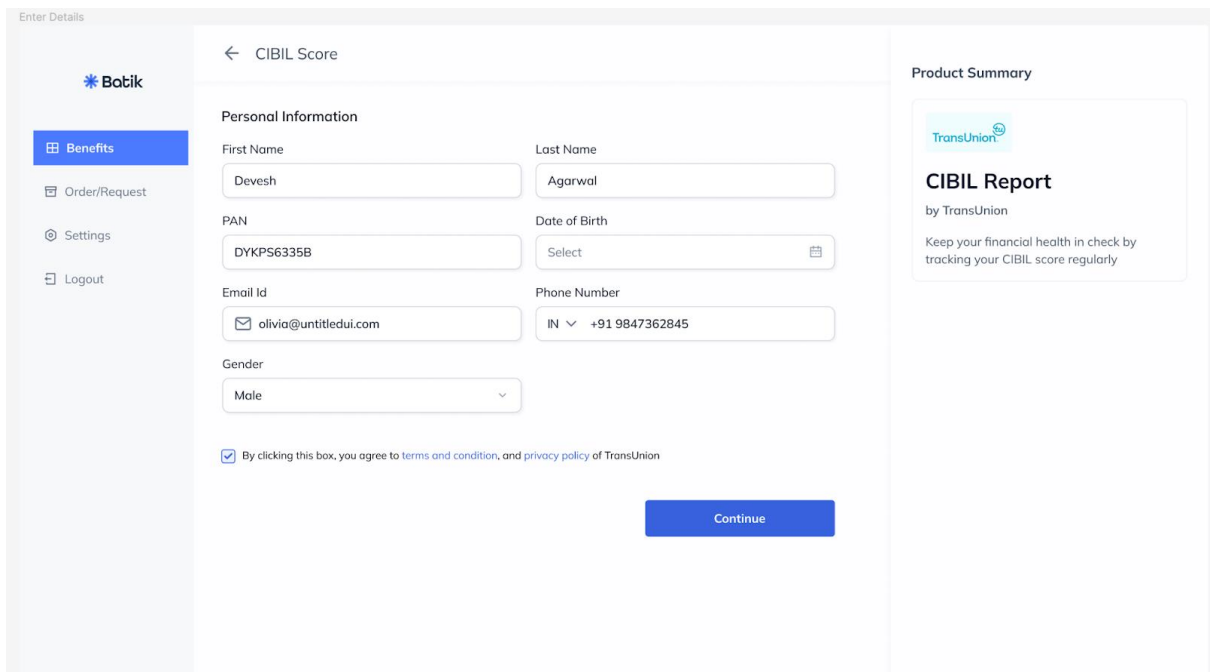 Enter Details
Batik
Benefits
Order/Request
Settings
Logout
CIBIL Score
Personal Information
First Name
Devesh
Last Name
Agarwal
PAN
DYKPS6335B
Date of Birth
Select
Email Id
olivia@untitledui.com
Phone Number
IN +91 9847362845
Gender
Male
By clicking this box, you agree to terms and condition, and privacy policy of TransUnion
Continue
Product Summary
TransUnion. tu
CIBIL Report
by TransUnion
Keep your financial health in check by
tracking your CIBIL score regularly